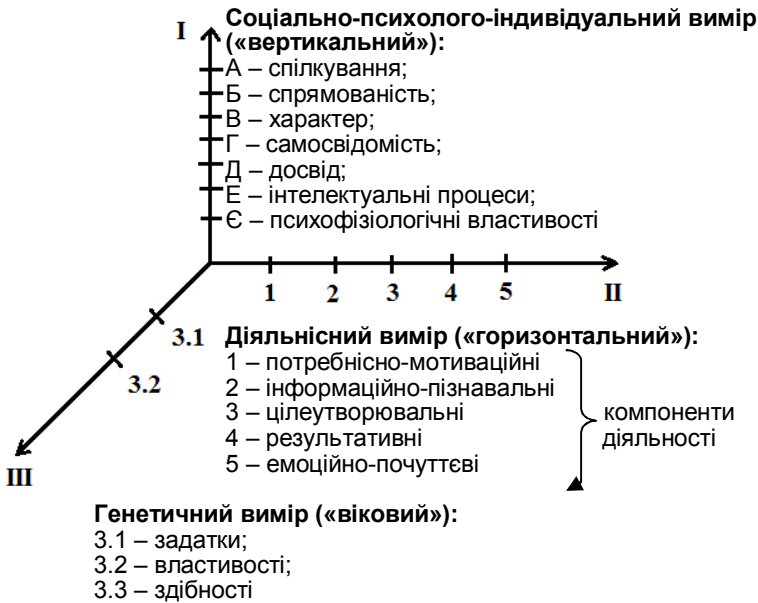 I
Соціально-психолого-індивідуальний вимір
(«вертикальний»):
А – спілкування;
Б – спрямованість;
В – характер;
Г – самосвідомість;
Д – досвід;
Е – інтелектуальні процеси;
Є – психофізіологічні властивості
1 2 3 4 5 II
3.1
3.2
III
Діяльнісний вимір («горизонтальний»):
1 – потребнісно-мотиваційні
2 – інформаційно-пізнавальні
3 – цілеутворювальні
4 – результативні
5 – емоційно-почуттєві
компоненти
діяльності
Генетичний вимір («віковий»):
3.1 – задатки;
3.2 – властивості;
3.3 – здібності